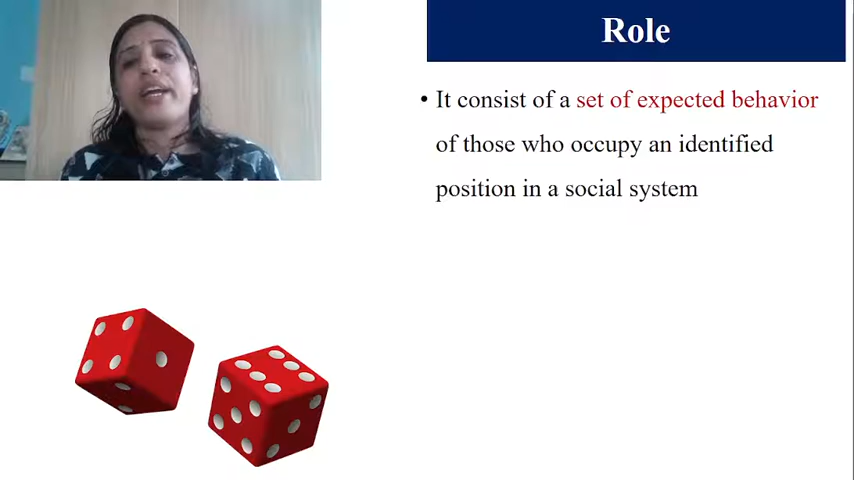 Role
• It consist of a set of expected behavior
of those who occupy an identified
position in a social system